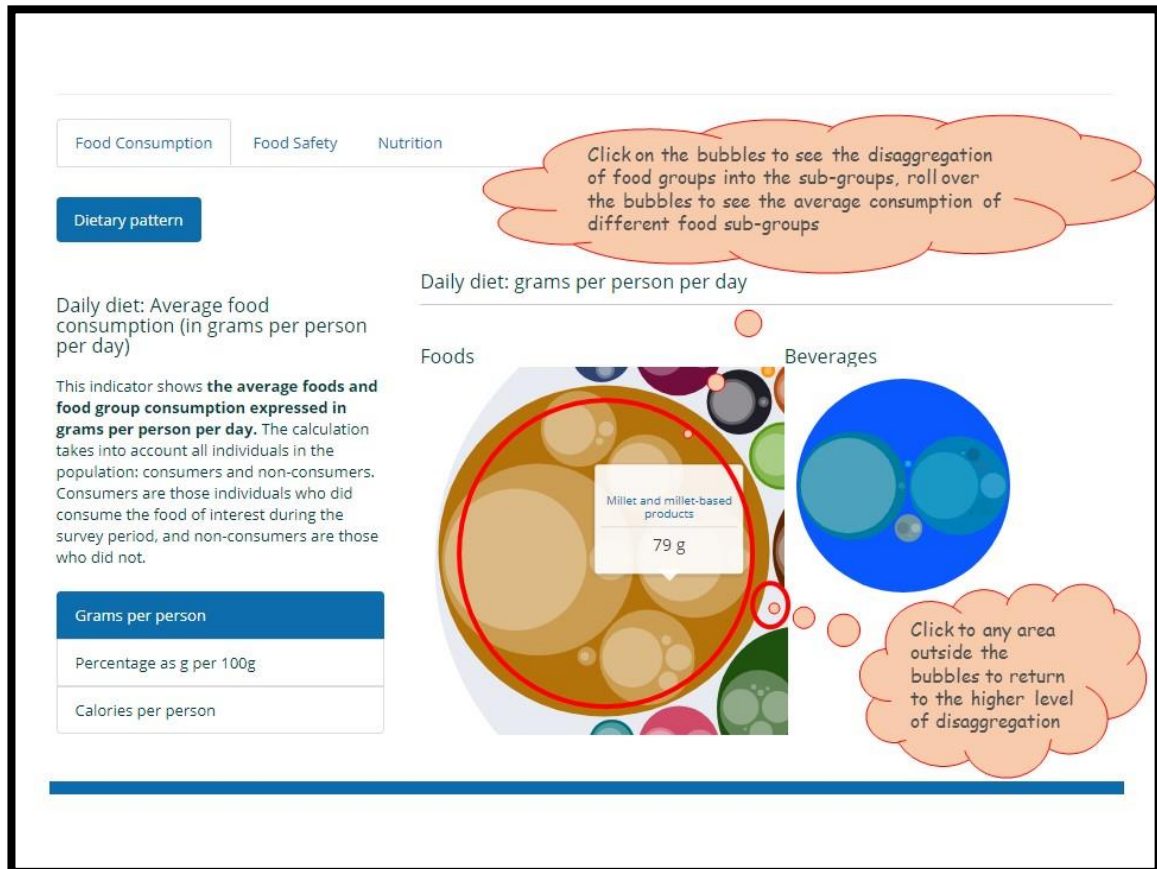 Food Consumption
Food Safety
Nutrition
Click on the bubbles to see the disaggregation
of food groups into the sub-groups, roll over
the bubbles to see the average consumption of
different food sub-groups
Dietary pattern
Daily diet: Average food
consumption (in grams per person
per day)
This indicator shows the average foods and
food group consumption expressed in
grams per person per day. The calculation
takes into account all individuals in the
population: consumers and non-consumers.
Consumers are those individuals who did
consume the food of interest during the
survey period, and non-consumers are those
who did not.
Grams per person
Percentage as g per 100g
Calories per person
Daily diet: grams per person per day
Foods
Beverages
Millet and millet-based
products
79 g
Click to any area
outside the
bubbles to return
to the higher level
of disaggregation